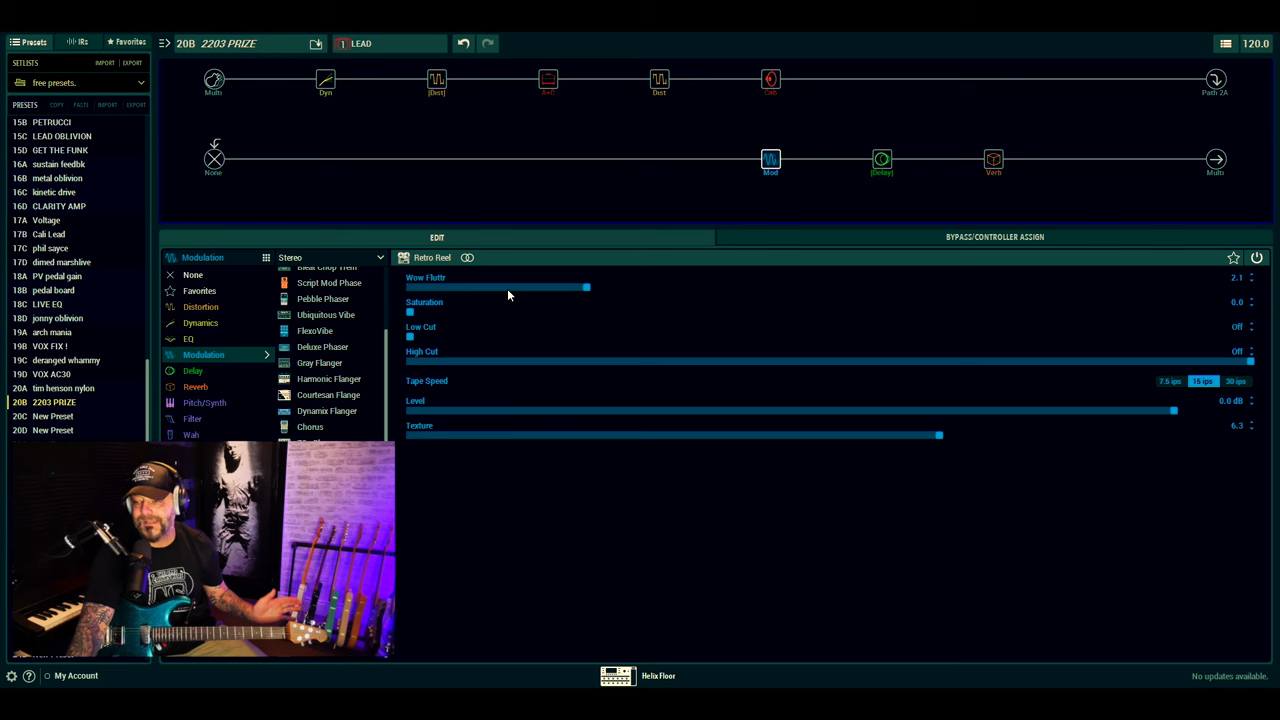 Presets IRs Favorites
20B 2203 PRIZE 1 LEAD 120.0
SETLISTS IMPORT EXPORT
free presets.
PRESETS COPY PASTE IMPORT EXPORT
15B PETRUCCI
15C LEAD OBLIVION
15D GET THE FUNK
16A sustain feedbk
16B metal oblivion
16C kinetic drive
16D CLARITY AMP
17A Voltage
17B Cali Lead
17C phil sayce
17D dimed marslive
18A PV pedal gain
18B pedal board
18C LIVE EQ
18D jonny oblivion
19A arch mania
19B VOX FIX !
19C deranged whammy
19D VOX AC30
20A tim henson nylon
20B 2203 PRIZE
20C New Preset
20D New Preset
Multi Dyn |Dist| A+C Dist Cab Path 2A
None Mod |Delay| Verb Multi
EDIT BYPASS/CONTROLLER ASSIGN
Modulation Stereo Retro Reel
None
Favorites
Distortion
Dynamics
EQ
Modulation
Delay
Reverb
Pitch/Synth
Filter
Wah
Bleat Chop Trem
Script Mod Phase
Pebble Phaser
Ubiquitous Vibe
FlexoVibe
Deluxe Phaser
Gray Flanger
Harmonic Flanger
Courtesan Flange
Dynamix Flanger
Chorus
Wow Fluttr 2.1
Saturation 0.0
Low Cut Off
High Cut Off
Tape Speed 7.5 ips 15 ips 30 ips
Level 0.0 dB
Texture 6.3
My Account Helix Floor No updates available.